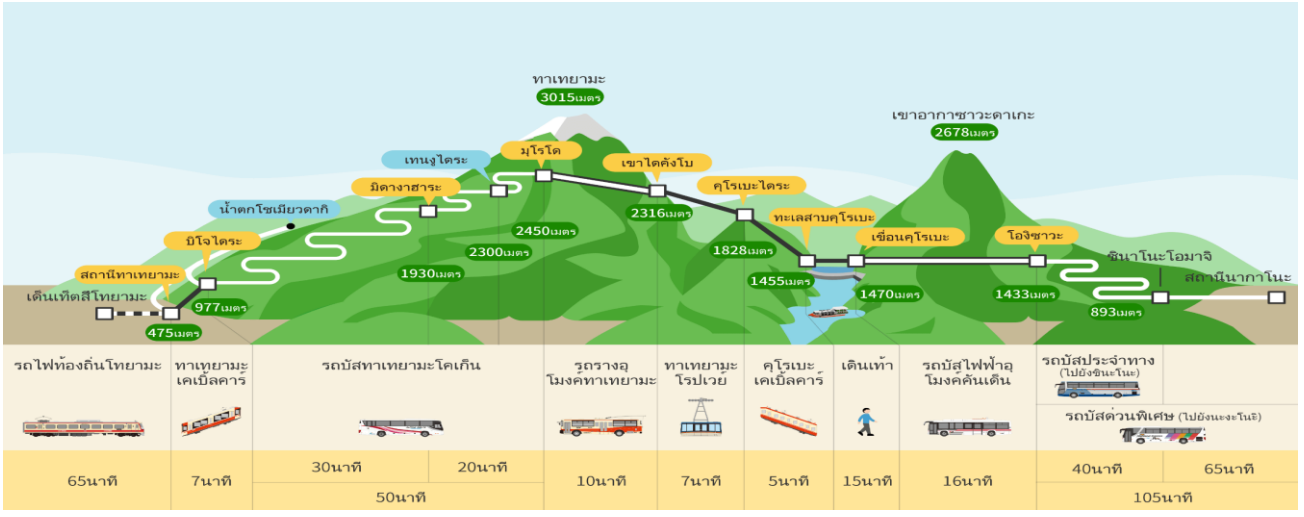 ทาเทยามะ
3015เมตร
เขาอากาซาวะดาเกะ
2678เมตร
เทนงูไดระ
มุโรโด
เขาไดคังโบ
มิดางาฮาระ
คุโรเบะไดระ
น้ำตกโชเมียวดากิ
2316เมตร
ทะเลสาบคุโรเบะ
2450เมตร
บิโจไดระ
เขื่อนคุโรเบะ
โองิซาวะ
2300เมตร
1828เมตร
ชินาโนะโอมาจิ
สถานีทาเทยามะ
1930เมตร
สถานีนากาโนะ
1455เมตร
เด็นเท็ตสึโทยามะ
977เมตร
1470เมตร
1433เมตร
893เมตร
475เมตร
รถไฟท้องถิ่นโทยามะ
ทาเทยามะ
เคเบิ้ลคาร์
รถบัสทาเทยามะโคเก็น
รถรางอุ
โมงค์ทาเทยามะ
ทาเทยามะ
โรปเวย์
คุโรเบะ
เคเบิ้ลคาร์
เดินเท้า
รถบัสไฟฟ้าอุ
โมงค์คันเด็น
รถบัสประจำทาง
(ไปยังชินะโนะ)
รถบัสด่วนพิเศษ (ไปยังนะงะโนะ)
65นาที
7นาที
30นาที
20นาที
50นาที
10นาที
7นาที
5นาที
15นาที
16นาที
40นาที
65นาที
105นาที